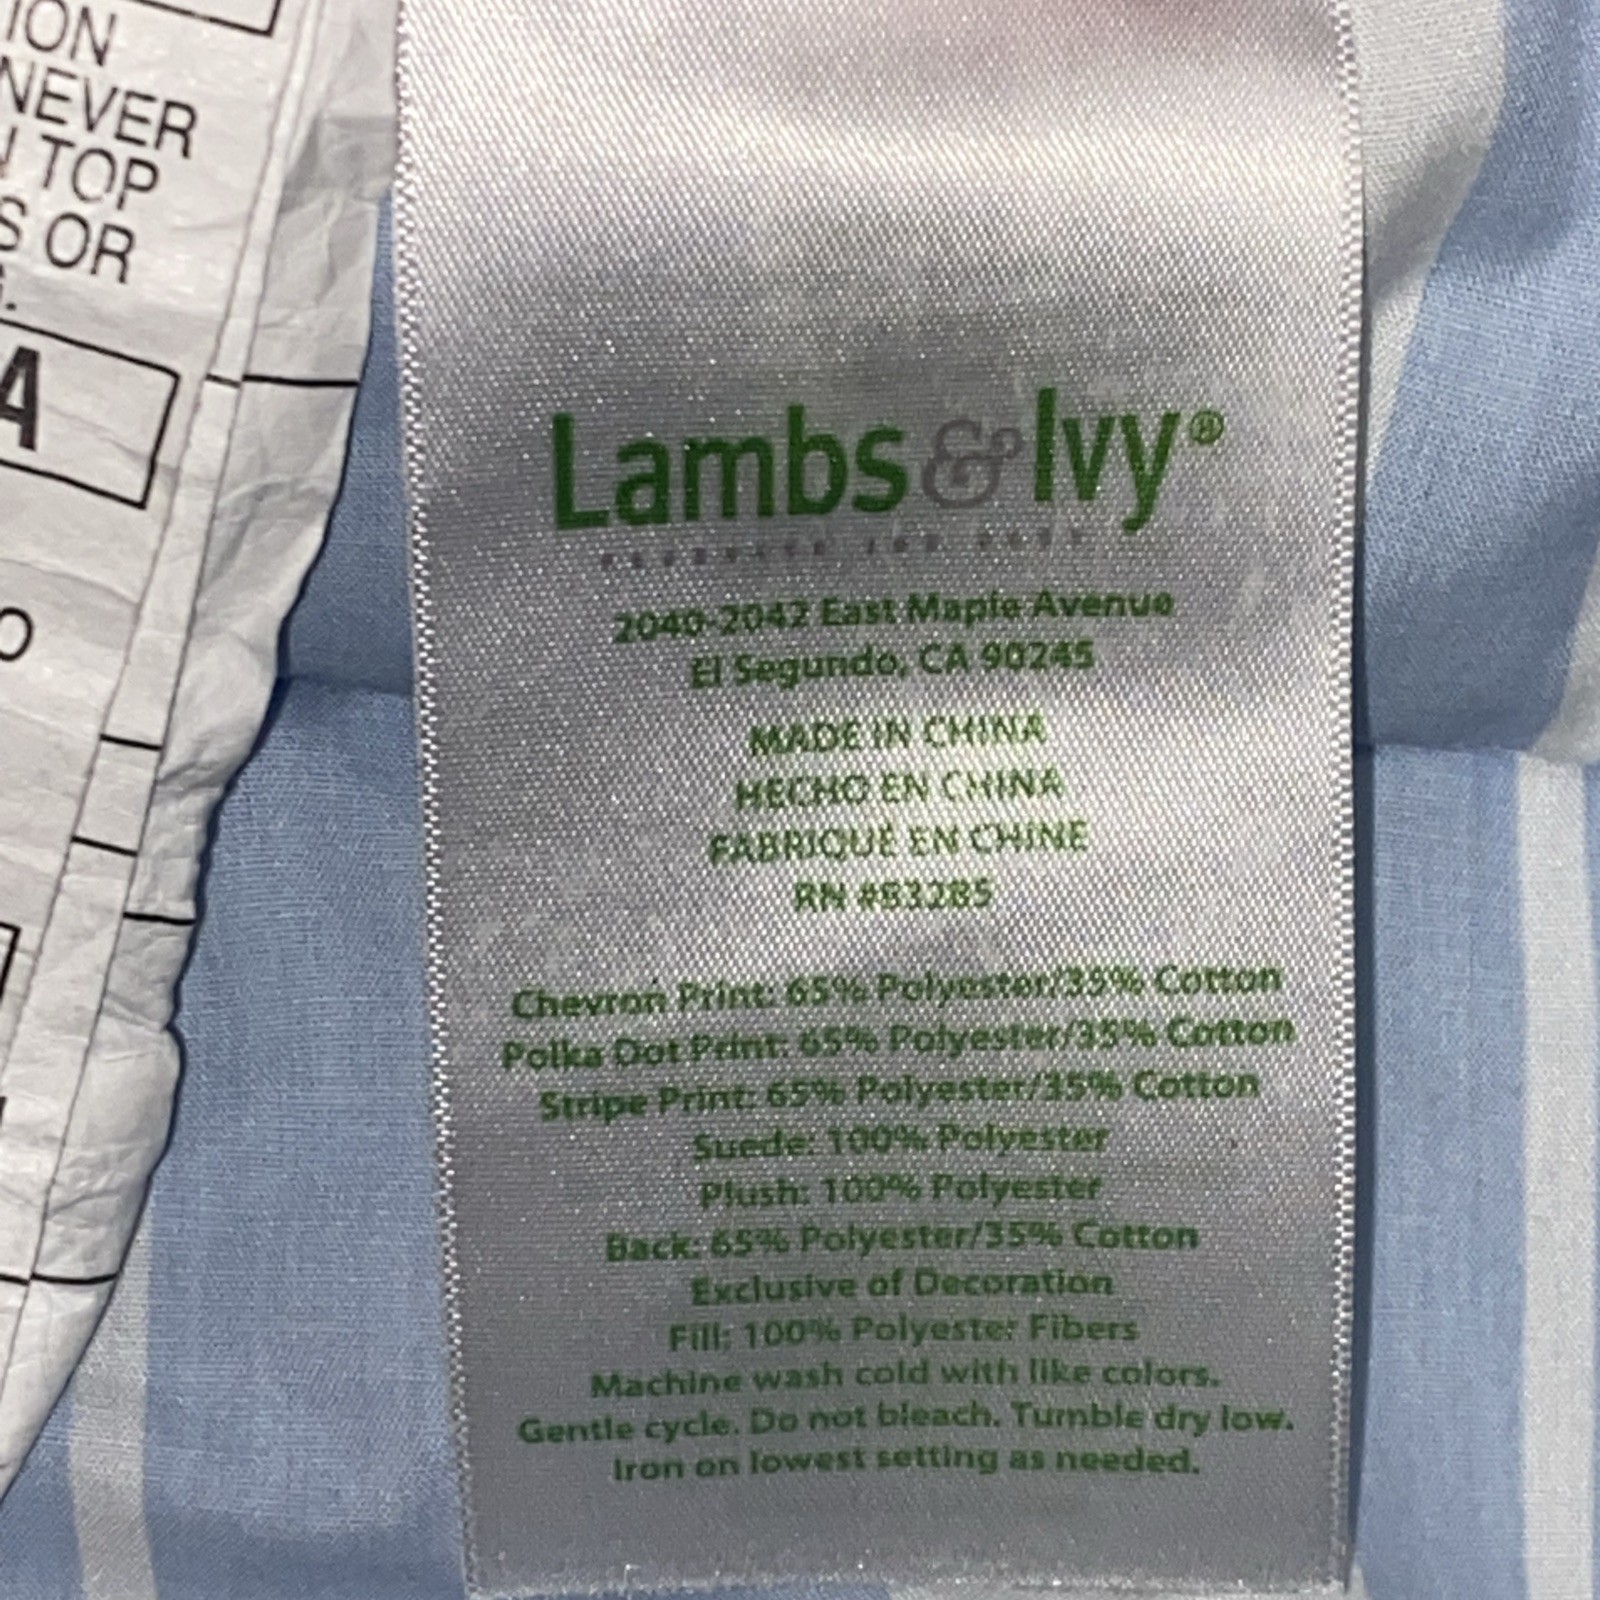 ION
NEVER
TOP
S OR
A
O
Lambs & Ivy®
2040-2042 East Maple Avenue
El Segundo, CA 90245
MADE IN CHINA
HECHO EN CHINA
FABRIQUÉ EN CHINE
RN #83285
Chevron Print: 65% Polyester/35% Cotton
Polka Dot Print: 65% Polyester/35% Cotton
Stripe Print: 65% Polyester/35% Cotton
Suede: 100% Polyester
Plush: 100% Polyester
Back: 65% Polyester/35% Cotton
Exclusive of Decoration
Fill: 100% Polyester Fibers
Machine wash cold with like colors.
Gentle cycle. Do not bleach. Tumble dry low.
Iron on lowest setting as needed.